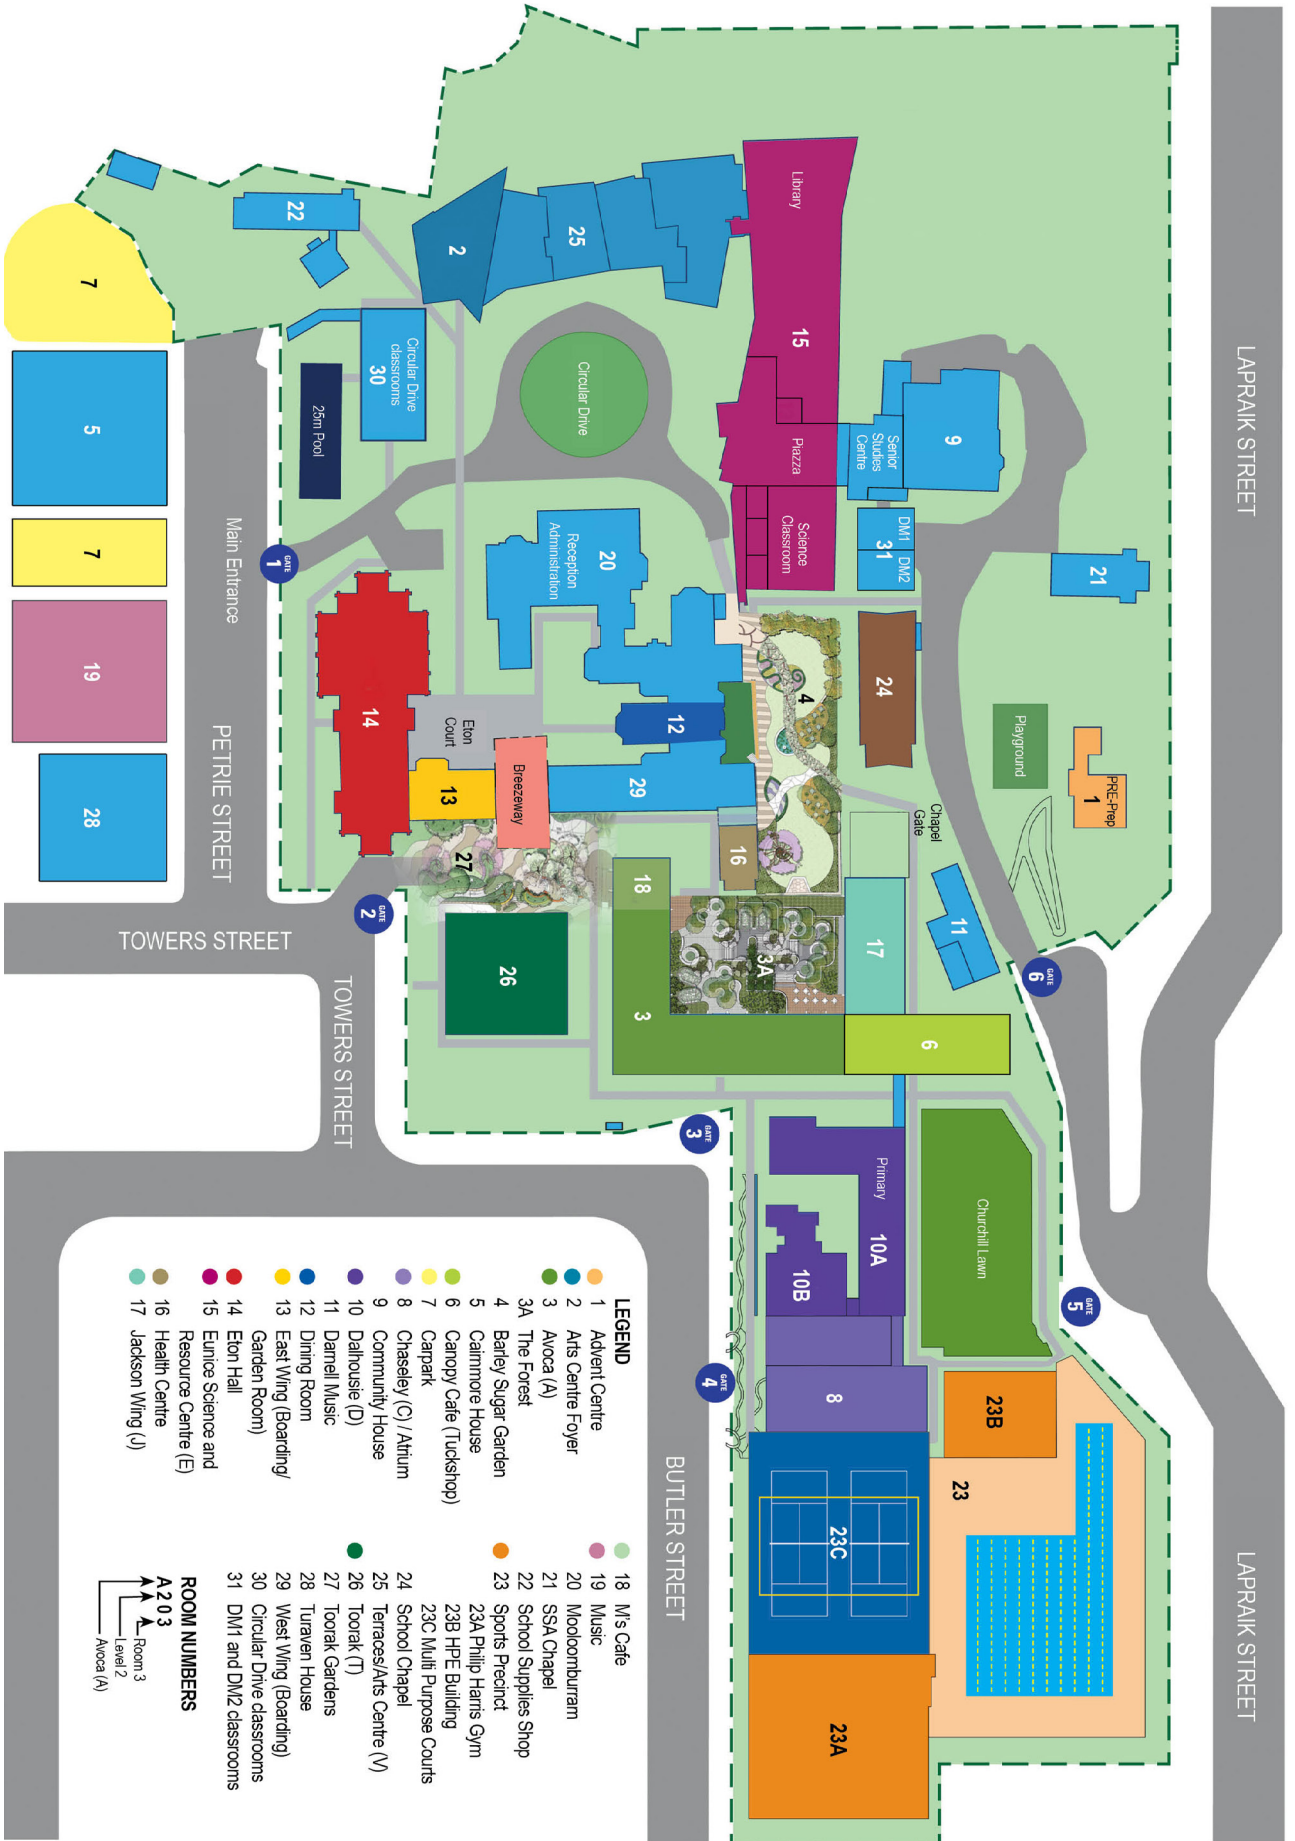 LAPRAIK STREET
LAPRAIK STREET
Library
15
Piazza
Science
Classroom
Senior
Studies
Centre
9
DM1
DM2
31
21
24
Playground
PRE-Prep
1
Chapel
Gate
11
GATE
6
22
2
25
Circular Drive
classrooms
30
25m Pool
Circular Drive
Reception
Administration
20
4
12
29
16
17
3A
18
3
6
Main Entrance
GATE
1
14
Eton
Court
Breezeway
13
27
26
GATE
2
7
5
7
19
28
PETRIE STREET
TOWERS STREET
TOWERS STREET
GATE
3
Primary
10A
10B
Churchill Lawn
GATE
5
GATE
4
8
23B
23
23C
23A
BUTLER STREET
LEGEND
1 Advent Centre
2 Arts Centre Foyer
3 Avoca (A)
3A The Forest
4 Barley Sugar Garden
5 Cairnmore House
6 Canopy Cafe (Tuckshop)
7 Carpark
8 Chaseley (C) / Atrium
9 Community House
10 Dalhousie (D)
11 Darnell Music
12 Dining Room
13 East Wing (Boarding/
Garden Room)
14 Eton Hall
15 Eunice Science and
Resource Centre (E)
16 Health Centre
17 Jackson Wing (J)
18 M's Cafe
19 Music
20 Mooloomburram
21 SSA Chapel
22 School Supplies Shop
23 Sports Precinct
23A Philip Harris Gym
23B HPE Building
23C Multi Purpose Courts
24 School Chapel
25 Terraces/Arts Centre (V)
26 Toorak (T)
27 Toorak Gardens
28 Turaven House
29 West Wing (Boarding)
30 Circular Drive classrooms
31 DM1 and DM2 classrooms
ROOM NUMBERS
A 2 0 3
Room 3
Level 2
Avoca (A)